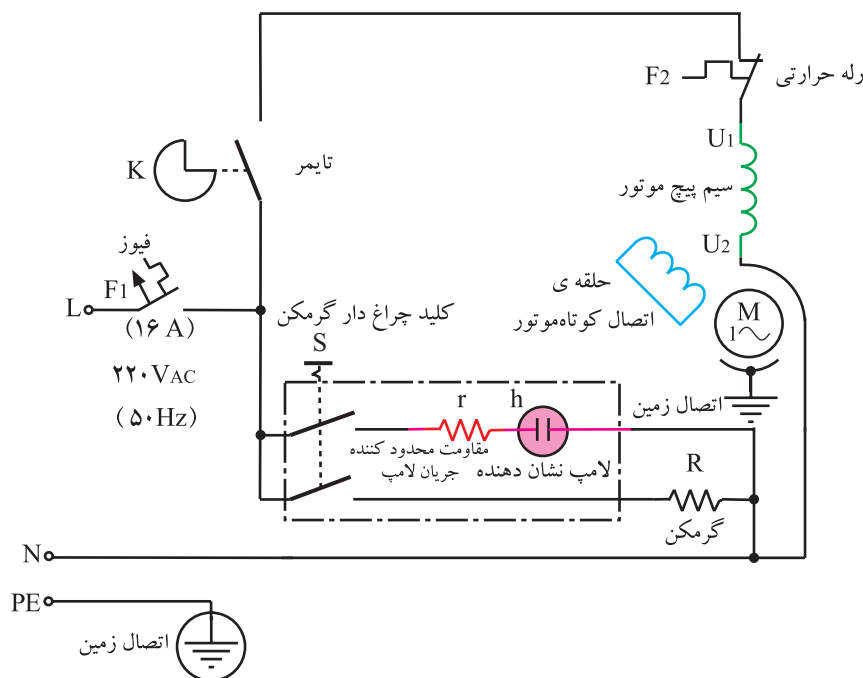 F2
رله حرارتی
U1
سیم پیچ موتور
U2
K
تایمر
فیوز
F1
L
(۱۶ A)
۲۲۰VAC
(۵۰Hz)
حلقه ی
اتصال کوتاه موتور
M
1
اتصال زمین
کلید چراغ دار گرمکن
S
r
h
مقاومت محدود کننده
جریان لامپ
لامپ نشان دهنده
R
گرمکن
N
PE
اتصال زمین